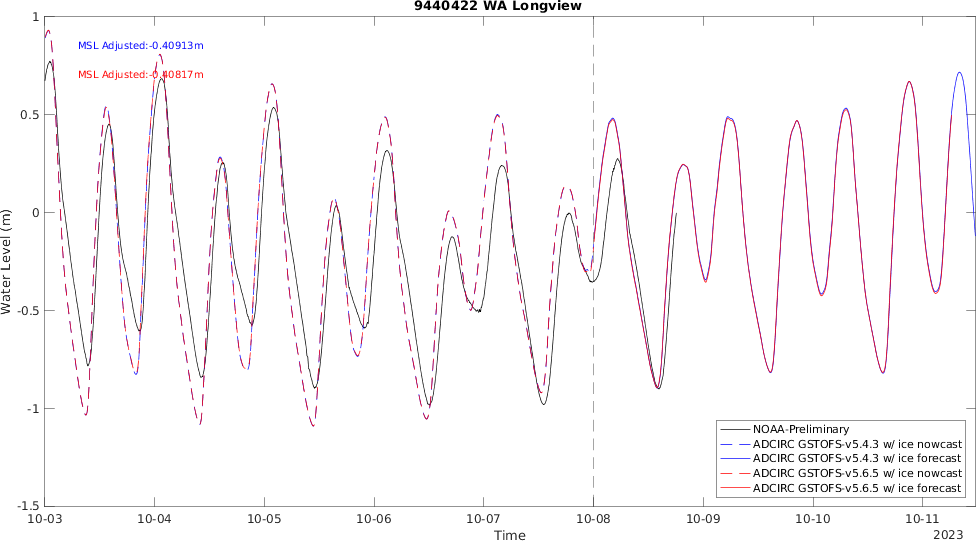 9440422 WA Longview
MSL Adjusted:-0.40913m
MSL Adjusted:-0.40817m
Water Level (m)
1
0.5
0
-0.5
-1
-1.5
NOAA-Preliminary
ADCIRC GSTOFS-v5.4.3 w/ ice nowcast
ADCIRC GSTOFS-v5.4.3 w/ ice forecast
ADCIRC GSTOFS-v5.6.5 w/ ice nowcast
ADCIRC GSTOFS-v5.6.5 w/ ice forecast
10-03 10-04 10-05 10-06 10-07 10-08 10-09 10-10 10-11
Time
2023